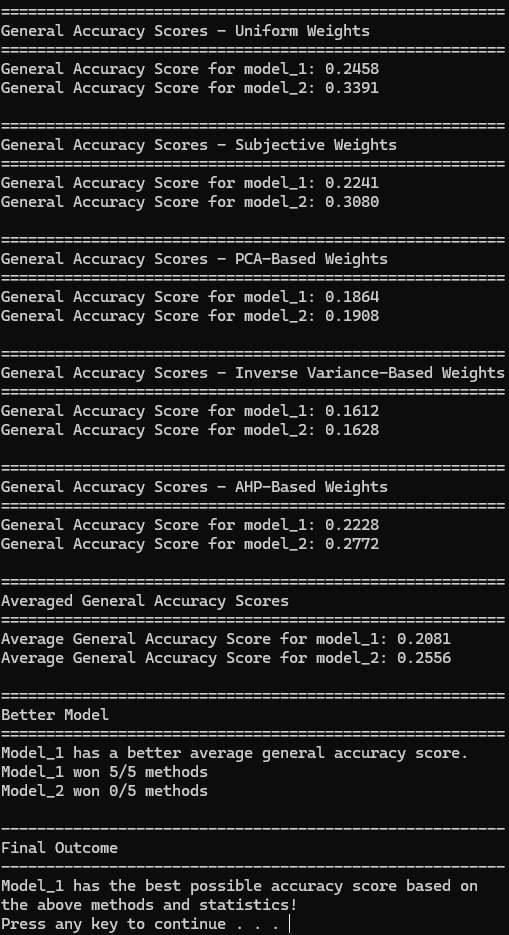 ========================================================
General Accuracy Scores - Uniform Weights
========================================================
General Accuracy Score for model_1: 0.2458
General Accuracy Score for model_2: 0.3391
========================================================
General Accuracy Scores - Subjective Weights
========================================================
General Accuracy Score for model_1: 0.2241
General Accuracy Score for model_2: 0.3080
========================================================
General Accuracy Scores - PCA-Based Weights
========================================================
General Accuracy Score for model_1: 0.1864
General Accuracy Score for model_2: 0.1908
========================================================
General Accuracy Scores - Inverse Variance-Based Weights
========================================================
General Accuracy Score for model_1: 0.1612
General Accuracy Score for model_2: 0.1628
========================================================
General Accuracy Scores - AHP-Based Weights
========================================================
General Accuracy Score for model_1: 0.2228
General Accuracy Score for model_2: 0.2772
========================================================
Averaged General Accuracy Scores
========================================================
Average General Accuracy Score for model_1: 0.2081
Average General Accuracy Score for model_2: 0.2556
========================================================
Better Model
========================================================
Model_1 has a better average general accuracy score.
Model_1 won 5/5 methods
Model_2 won 0/5 methods
--------------------------------------------------------
Final Outcome
--------------------------------------------------------
Model_1 has the best possible accuracy score based on
the above methods and statistics!
Press any key to continue . . .